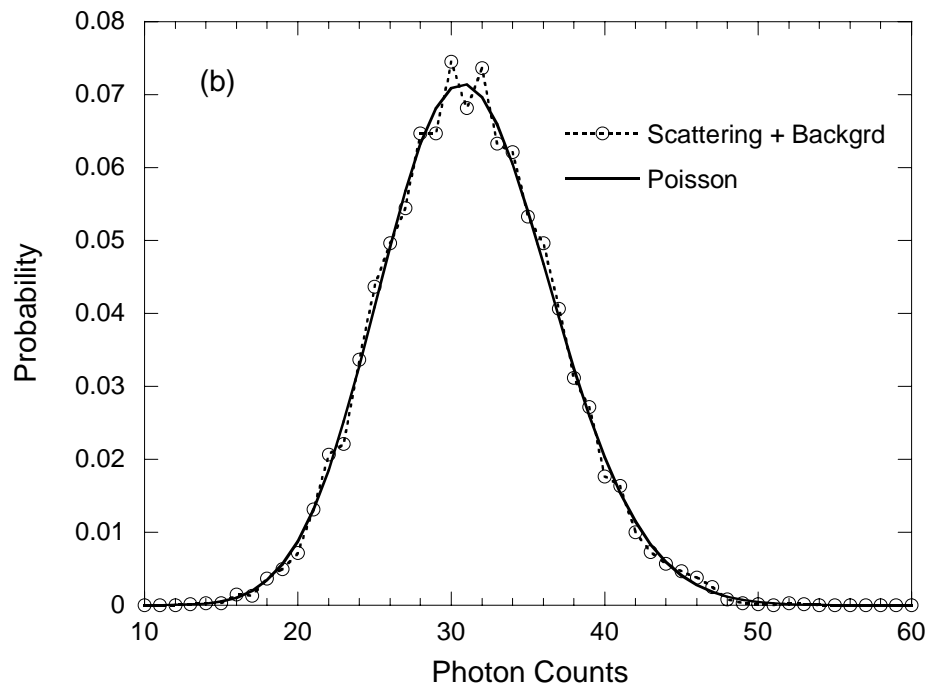 0.08
(b)
0.07
Scattering + Backgrd
0.06
Poisson
0.05
Probability
0.04
0.03
0.02
0.01
0
10 20 30 40 50 60
Photon Counts